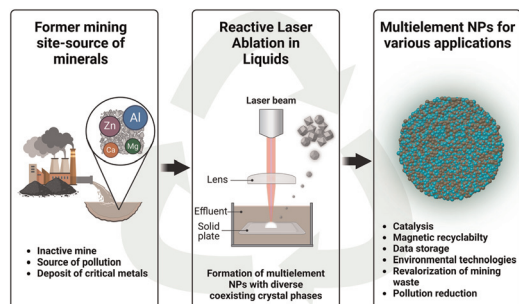 Former mining
site-source of
minerals
Zn
Al
Ca
Mg
• Inactive mine
• Source of pollution
• Deposit of critical metals
Reactive Laser
Ablation in
Liquids
Laser beam
Lens
Effluent
Solid
plate
Formation of multielement
NPs with diverse
coexisting crystal phases
Multielement NPs for
various applications
• Catalysis
• Magnetic recyclabilty
• Data storage
• Environmental technologies
• Revalorization of mining
waste
• Pollution reduction